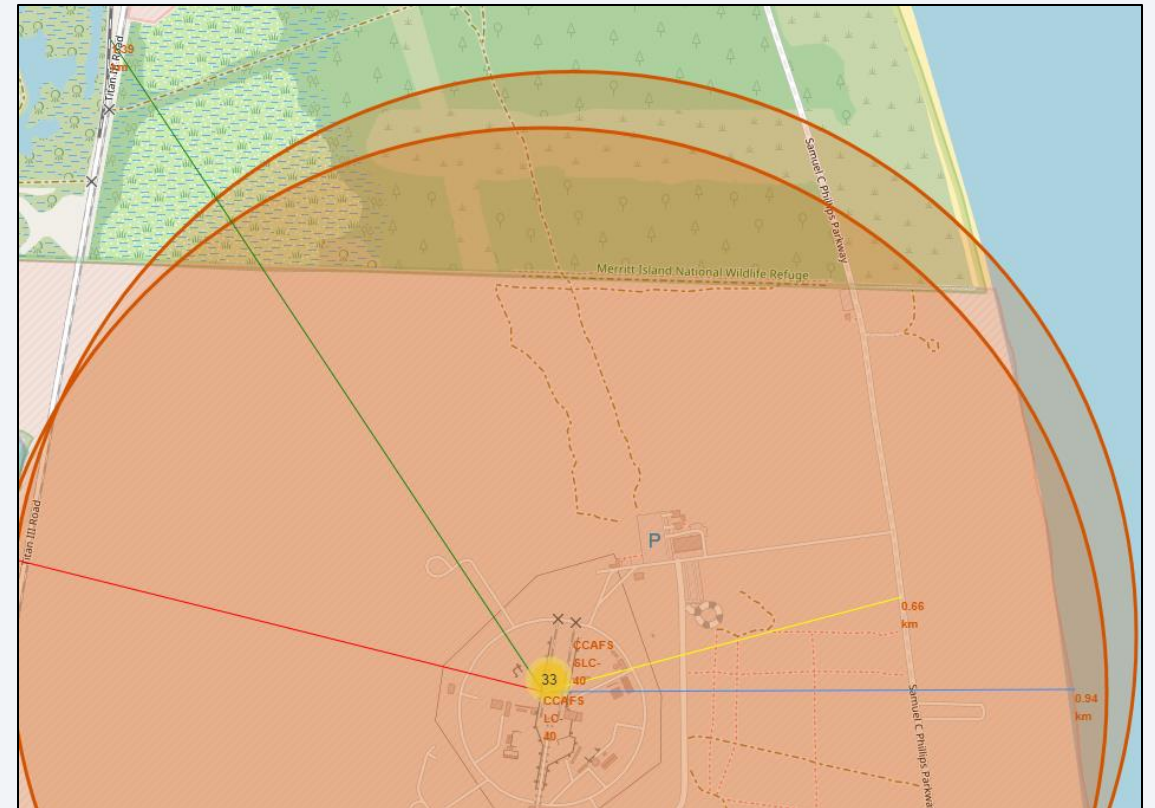 Titan III Road
km
Samuel C Phillips Parkway
Merritt Island National Wildlife Refuge
Titan III Road
P
0.66
km
CCAFS
SLC-
40
33
CCAFS
LC-
40
0.94
km
Samuel C Phillips Parkway